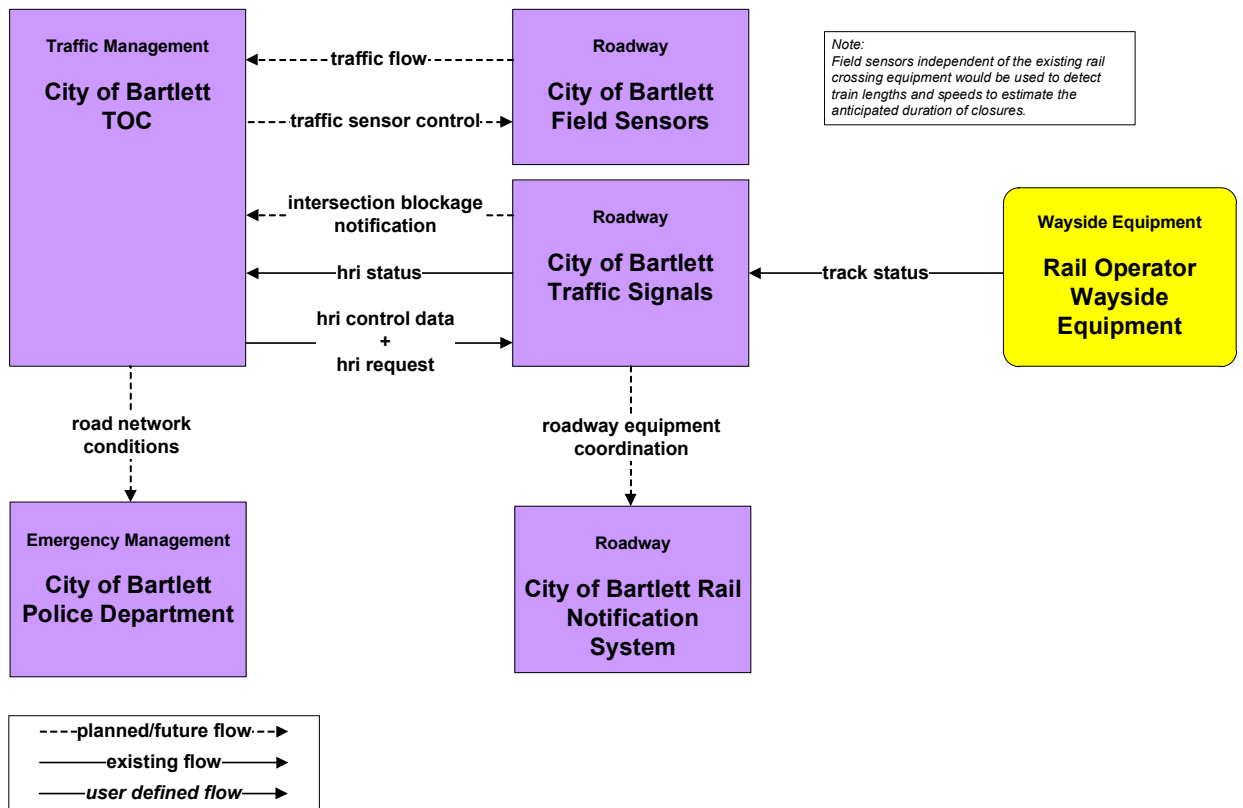 Traffic Management
City of Bartlett
TOC
traffic flow
traffic sensor control
Roadway
City of Bartlett
Field Sensors
Note:
Field sensors independent of the existing rail
crossing equipment would be used to detect
train lengths and speeds to estimate the
anticipated duration of closures.
intersection blockage
notification
hri status
hri control data
+
hri request
Roadway
City of Bartlett
Traffic Signals
track status
Wayside Equipment
Rail Operator
Wayside
Equipment
road network
conditions
roadway equipment
coordination
Emergency Management
City of Bartlett
Police Department
Roadway
City of Bartlett Rail
Notification
System
planned/future flow
existing flow
user defined flow